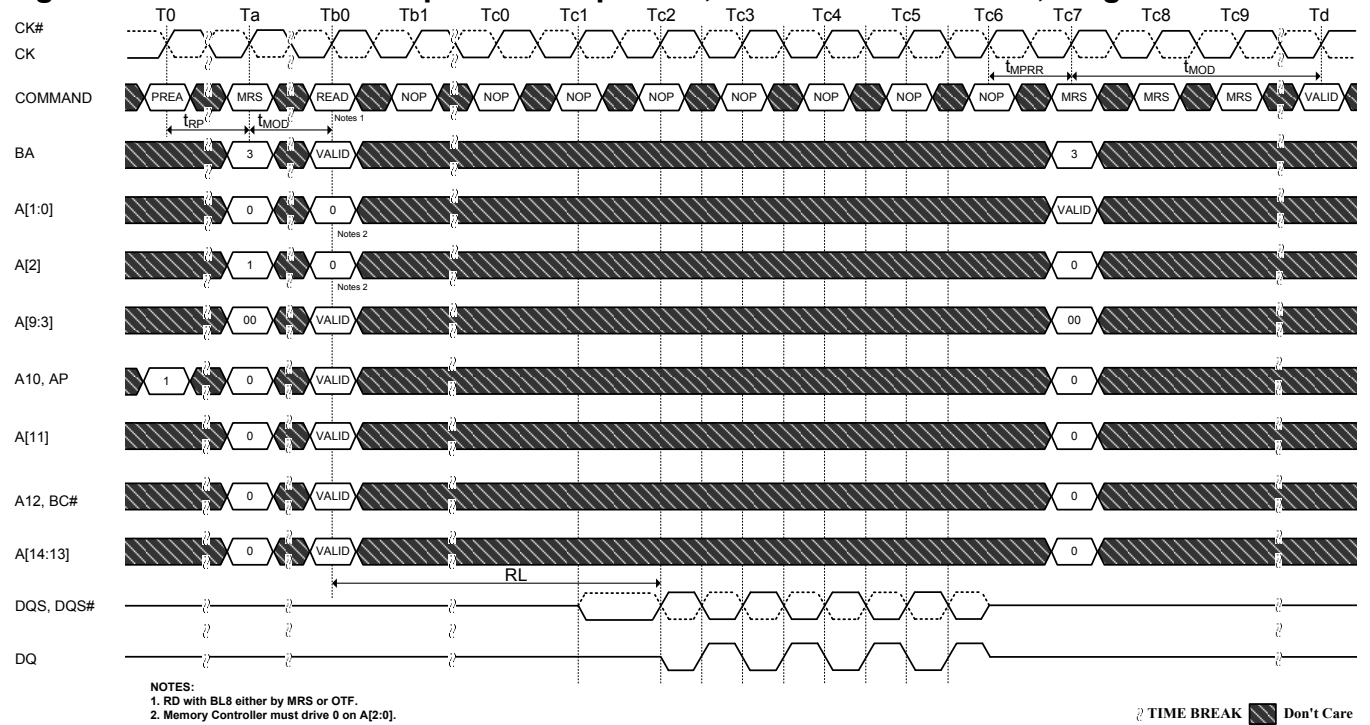 T0 Ta Tb0 Tb1 Tc0 Tc1 Tc2 Tc3 Tc4 Tc5 Tc6 Tc7 Tc8 Tc9 Td
CK#
CK
tMPRR tMOD
COMMAND PREA MRS READ NOP NOP NOP NOP NOP NOP NOP NOP MRS MRS MRS VALID
Notes 1
tRP tMOD
BA 3 VALID 3
A[1:0] 0 0 VALID
Notes 2
A[2] 1 0 0
Notes 2
A[9:3] 00 VALID 00
A10, AP 1 0 VALID 0
A[11] 0 VALID 0
A12, BC# 0 VALID 0
A[14:13] 0 VALID 0
RL
DQS, DQS#
DQ
NOTES:
1. RD with BL8 either by MRS or OTF.
2. Memory Controller must drive 0 on A[2:0].
TIME BREAK Don't Care